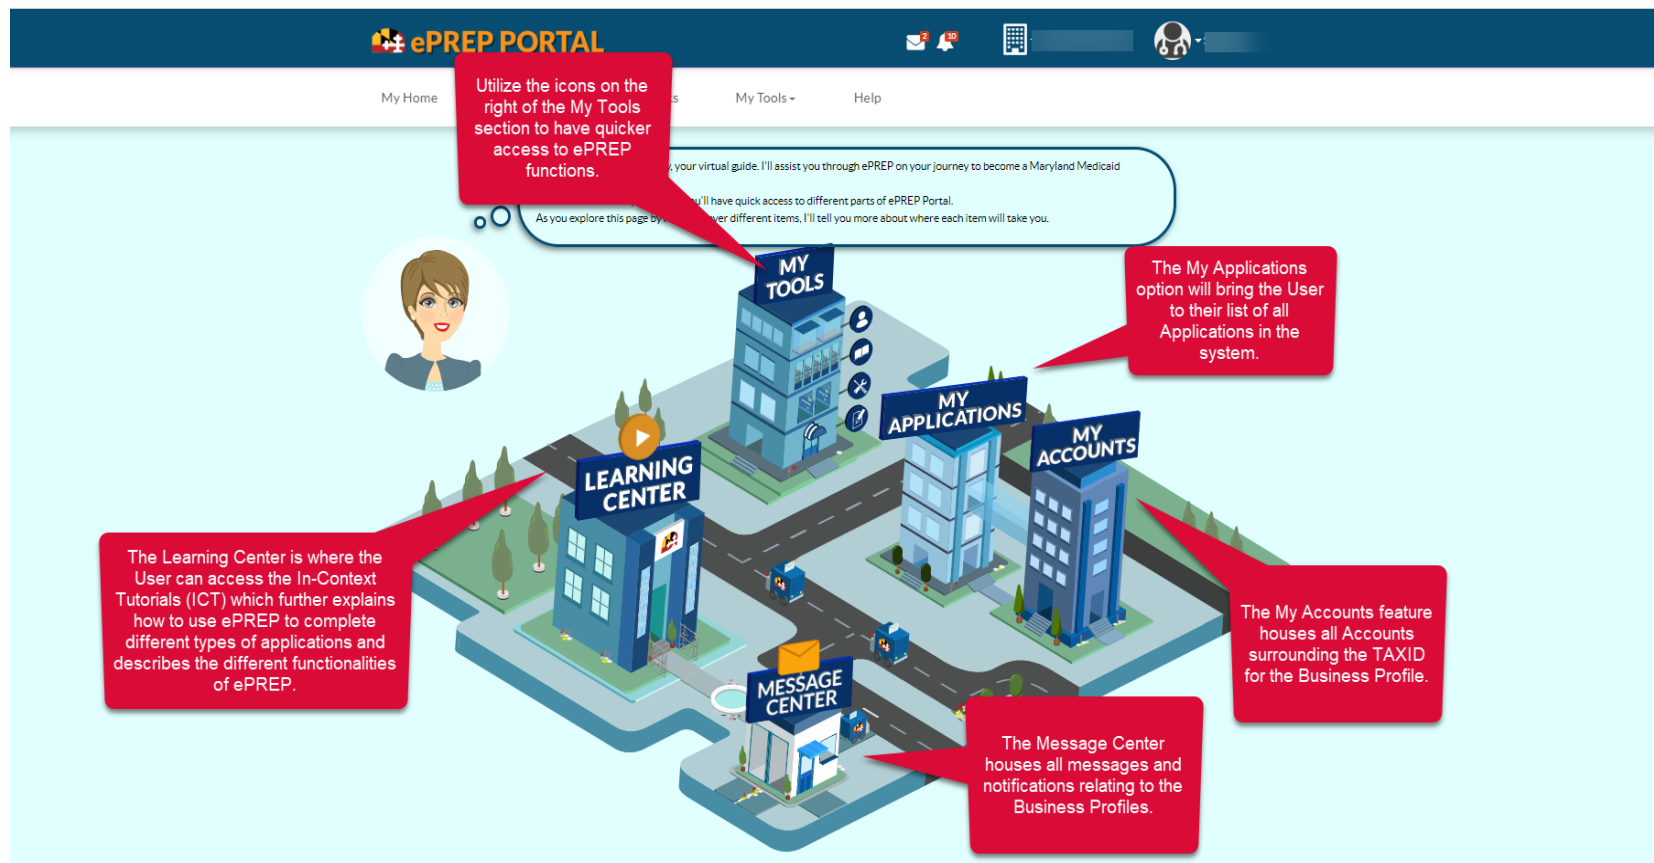 ePREP PORTAL
2
10
My Home
My Tools
Help
Utilize the icons on the
right of the My Tools
section to have quicker
access to ePREP
functions.
your virtual guide. I'll assist you through ePREP on your journey to become a Maryland Medicaid
you'll have quick access to different parts of ePREP Portal.
As you explore this page by over different items, I'll tell you more about where each item will take you.
MY
TOOLS
The My Applications
option will bring the User
to their list of all
Applications in the
system.
MY
APPLICATIONS
MY
ACCOUNTS
LEARNING
CENTER
The Learning Center is where the
User can access the In-Context
Tutorials (ICT) which further explains
how to use ePREP to complete
different types of applications and
describes the different functionalities
of ePREP.
The My Accounts feature
houses all Accounts
surrounding the TAXID
for the Business Profile.
MESSAGE
CENTER
The Message Center
houses all messages and
notifications relating to the
Business Profiles.